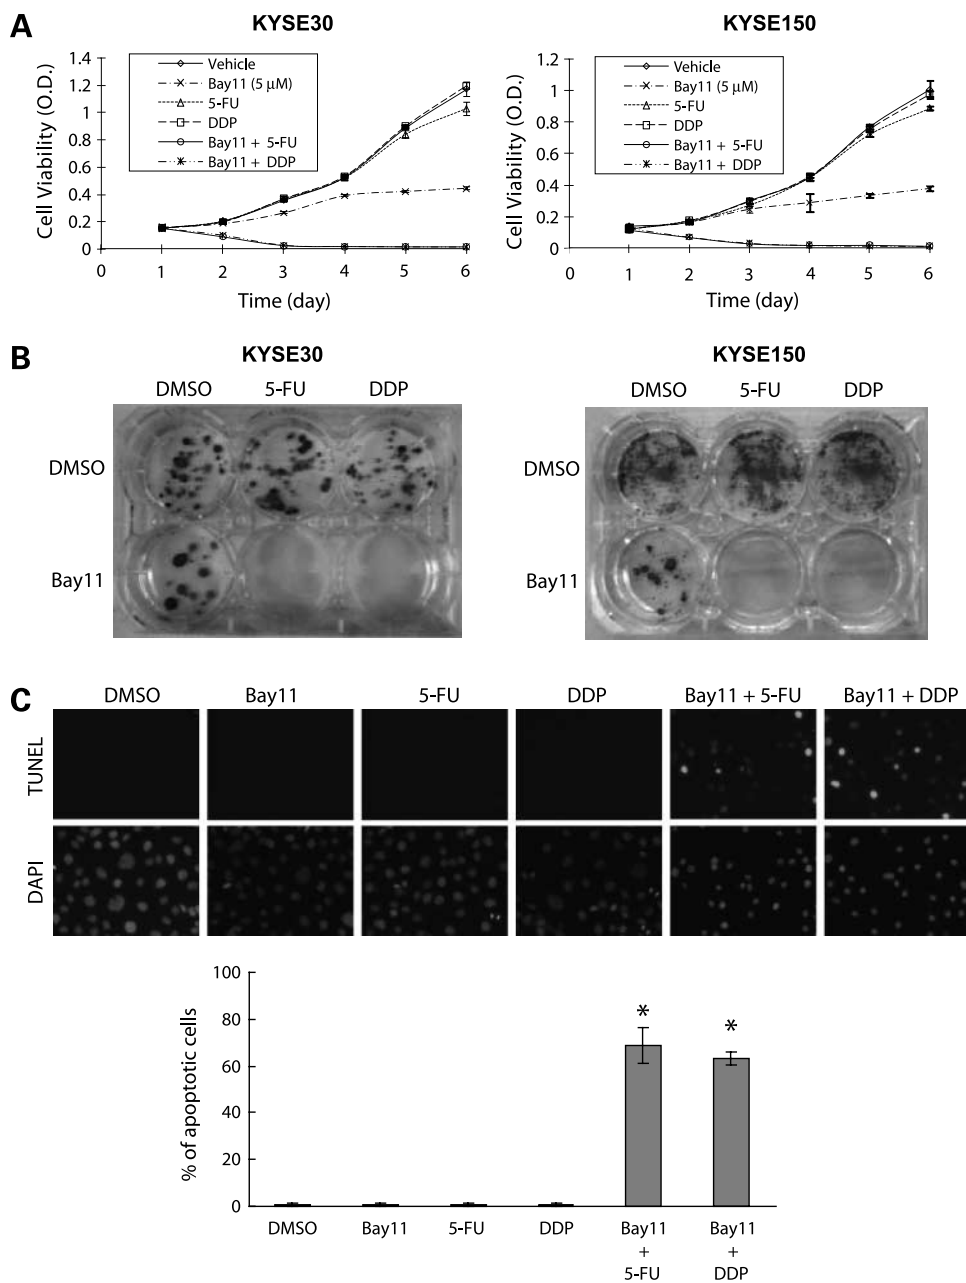 A
KYSE30
KYSE150
Cell Viability (O.D.)
1.4
1.2
1
0.8
0.6
0.4
0.2
0
Vehicle
Bay11 (5 µM)
5-FU
DDP
Bay11 + 5-FU
Bay11 + DDP
0 1 2 3 4 5 6
Time (day)
Cell Viability (O.D.)
1.2
1
0.8
0.6
0.4
0.2
0
Vehicle
Bay11 (5 µM)
5-FU
DDP
Bay11 + 5-FU
Bay11 + DDP
0 1 2 3 4 5 6
Time (day)
B
KYSE30
DMSO 5-FU DDP
DMSO
Bay11
KYSE150
DMSO 5-FU DDP
DMSO
Bay11
C
DMSO Bay11 5-FU DDP Bay11 + 5-FU Bay11 + DDP
TUNEL
DAPI
% of apoptotic cells
100
80
60
40
20
0
* *
DMSO Bay11 5-FU DDP Bay11 Bay11
+ +
5-FU DDP